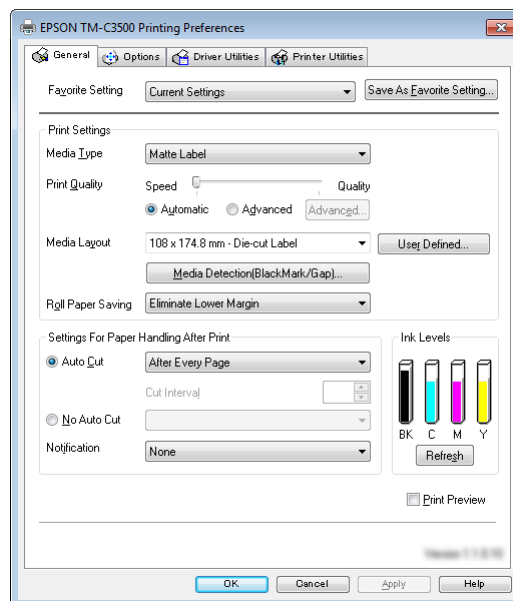 EPSON TM-C3500 Printing Preferences
General Options Driver Utilities Printer Utilities
Favorite Setting Current Settings Save As Favorite Setting...
Print Settings
Media Type Matte Label
Print Quality Speed Quality
Automatic Advanced Advanced...
Media Layout 108 x 174.8 mm - Die-cut Label User Defined...
Media Detection(BlackMark/Gap)...
Roll Paper Saving Eliminate Lower Margin
Settings For Paper Handling After Print Ink Levels
Auto Cut After Every Page
Cut Interval
No Auto Cut
BK C M Y
Notification None Refresh
Print Preview
OK Cancel Apply Help